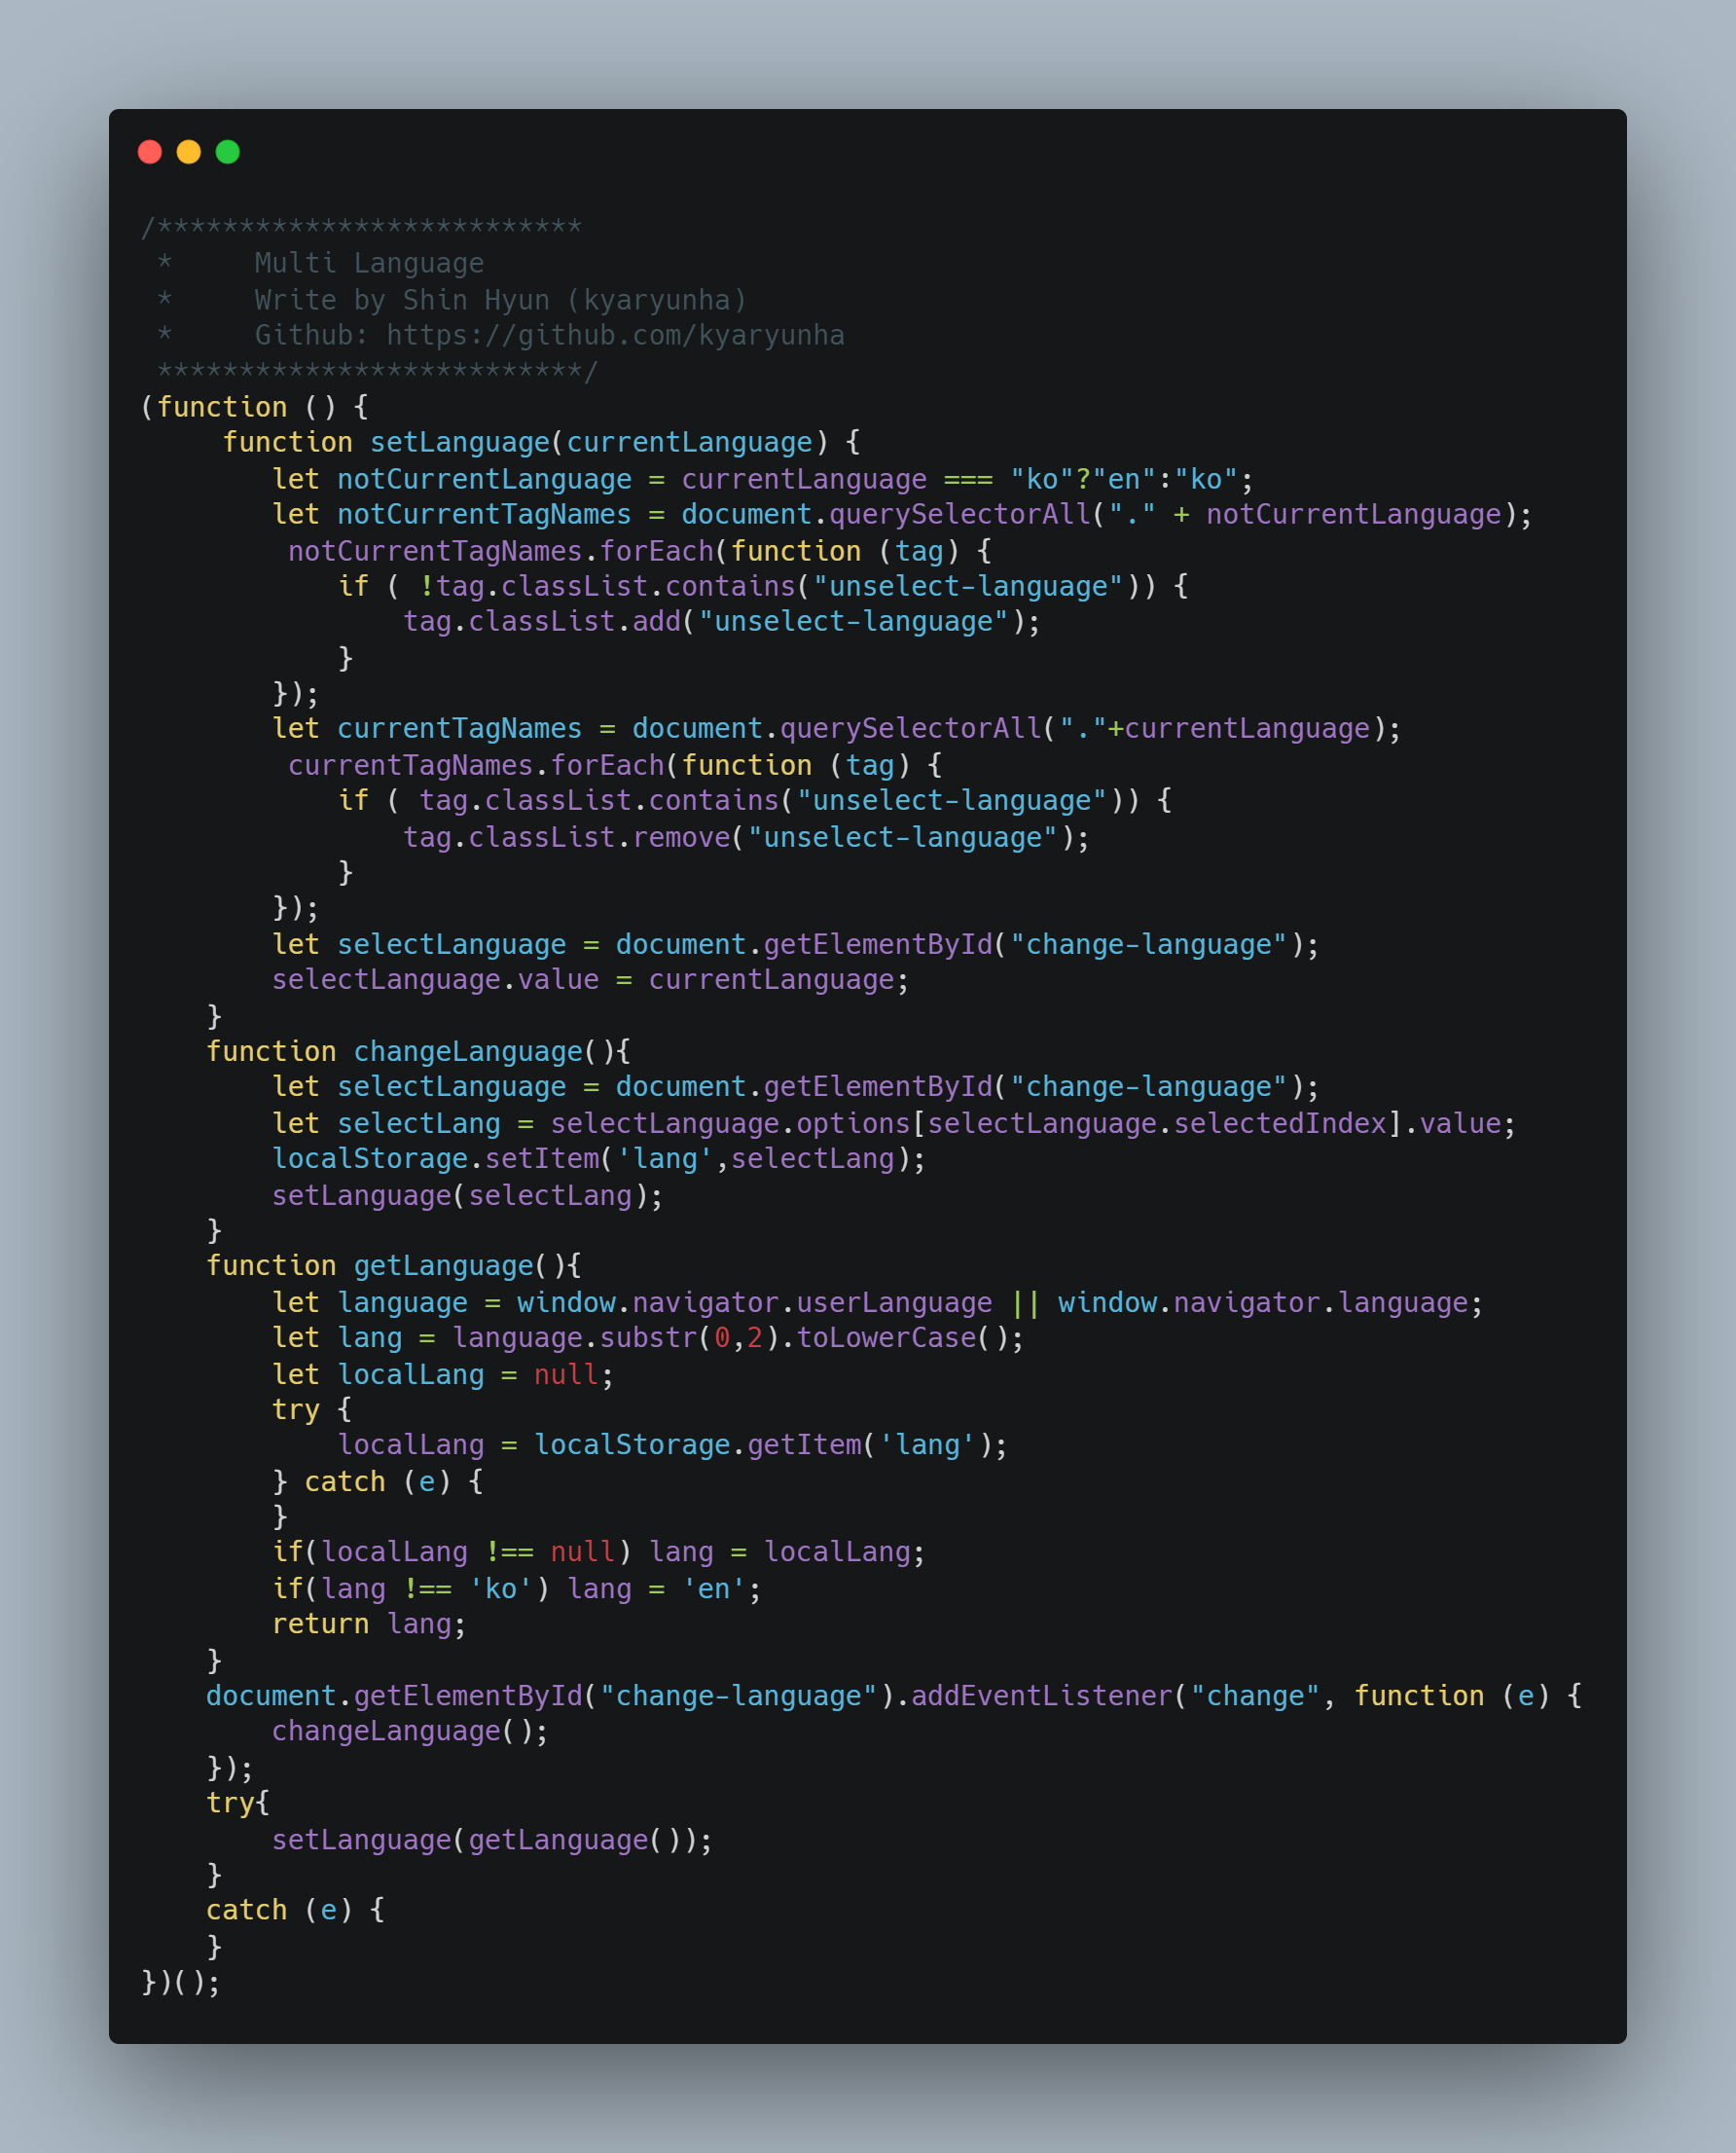 /**************************
 *     Multi Language
 *     Write by Shin Hyun (kyaryunha)
 *     Github: https://github.com/kyaryunha
 **************************/
(function () {
     function setLanguage(currentLanguage) {
        let notCurrentLanguage = currentLanguage === "ko"?"en":"ko";
        let notCurrentTagNames = document.querySelectorAll("." + notCurrentLanguage);
         notCurrentTagNames.forEach(function (tag) {
            if ( !tag.classList.contains("unselect-language")) {
                tag.classList.add("unselect-language");
            }
        });
        let currentTagNames = document.querySelectorAll("."+currentLanguage);
         currentTagNames.forEach(function (tag) {
            if ( tag.classList.contains("unselect-language")) {
                tag.classList.remove("unselect-language");
            }
        });
        let selectLanguage = document.getElementById("change-language");
        selectLanguage.value = currentLanguage;
    }
    function changeLanguage(){
        let selectLanguage = document.getElementById("change-language");
        let selectLang = selectLanguage.options[selectLanguage.selectedIndex].value;
        localStorage.setItem('lang',selectLang);
        setLanguage(selectLang);
    }
    function getLanguage(){
        let language = window.navigator.userLanguage || window.navigator.language;
        let lang = language.substr(0,2).toLowerCase();
        let localLang = null;
        try {
            localLang = localStorage.getItem('lang');
        } catch (e) {
        }
        if(localLang !== null) lang = localLang;
        if(lang !== 'ko') lang = 'en';
        return lang;
    }
    document.getElementById("change-language").addEventListener("change", function (e) {
        changeLanguage();
    });
    try{
        setLanguage(getLanguage());
    }
    catch (e) {
    }
})();